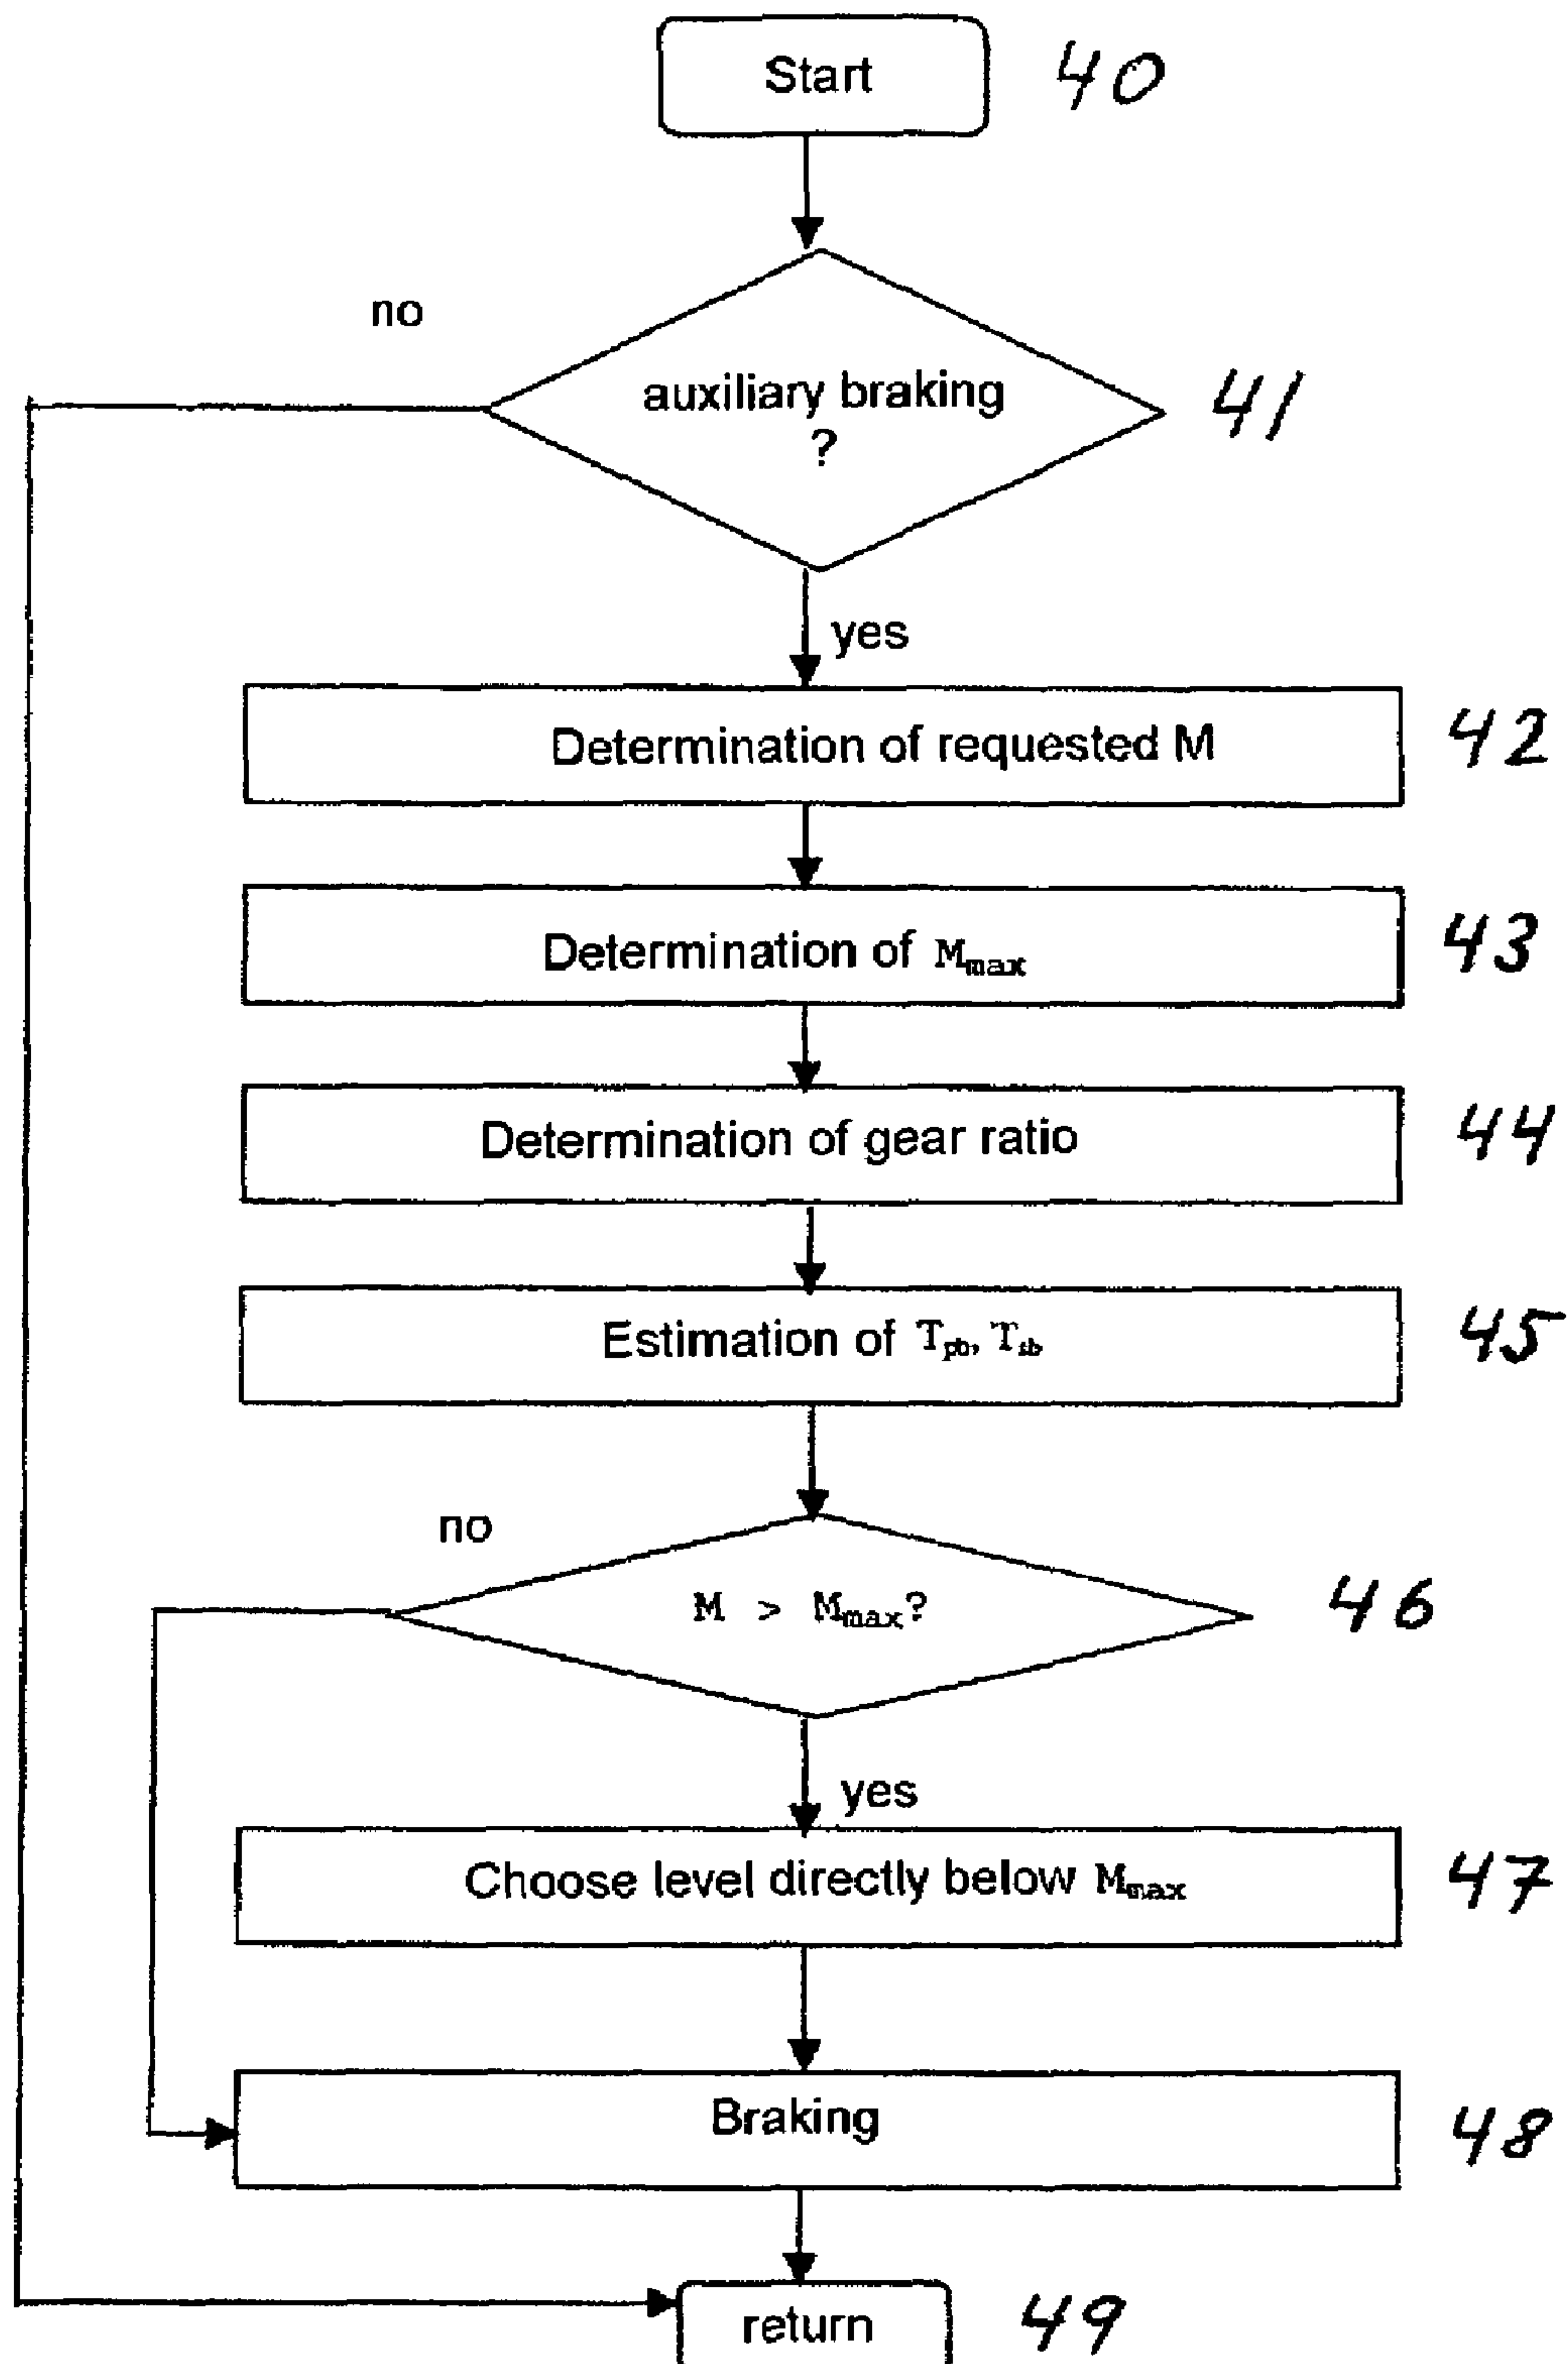 Start
40
no
auxiliary braking
?
41
yes
Determination of requested M
42
Determination of Mmax
43
Determination of gear ratio
44
Estimation of Tpb, Tsb
45
no
M > Mmax?
46
yes
Choose level directly below Mmax
47
Braking
48
return
49